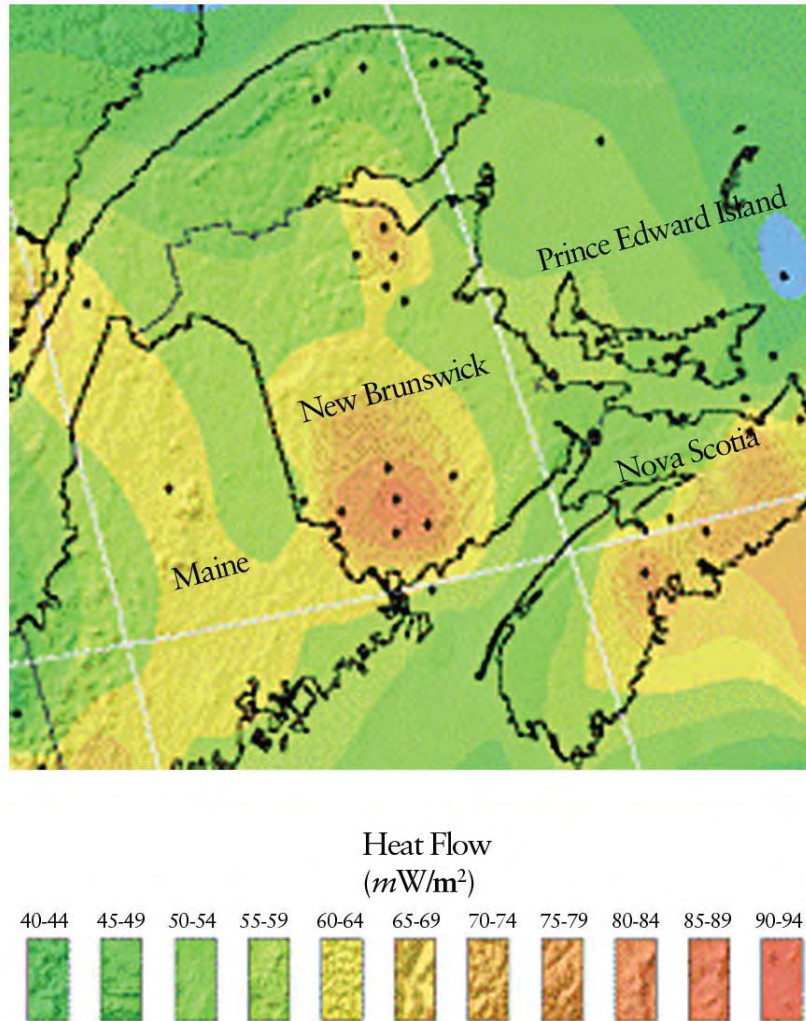 Prince Edward Island
New Brunswick
Nova Scotia
Maine
Heat Flow
(mW/m²)
40-44 45-49 50-54 55-59 60-64 65-69 70-74 75-79 80-84 85-89 90-94